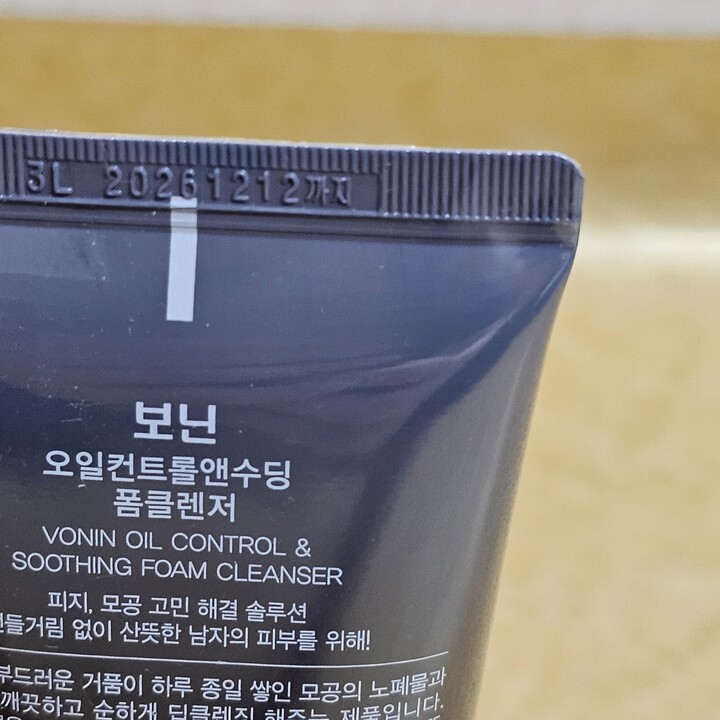 3L 20261212까지
보닌
오일컨트롤앤수딩
폼클렌저
VONIN OIL CONTROL &
SOOTHING FOAM CLEANSER
피지, 모공 고민 해결 솔루션
없이 산뜻한 남자의 피부를 위해!
부드러운 거품이 하루 종일 쌓인 모공의 노폐물과
깨끗하고 순하게 딥클렌징 해주는 제품입니다.